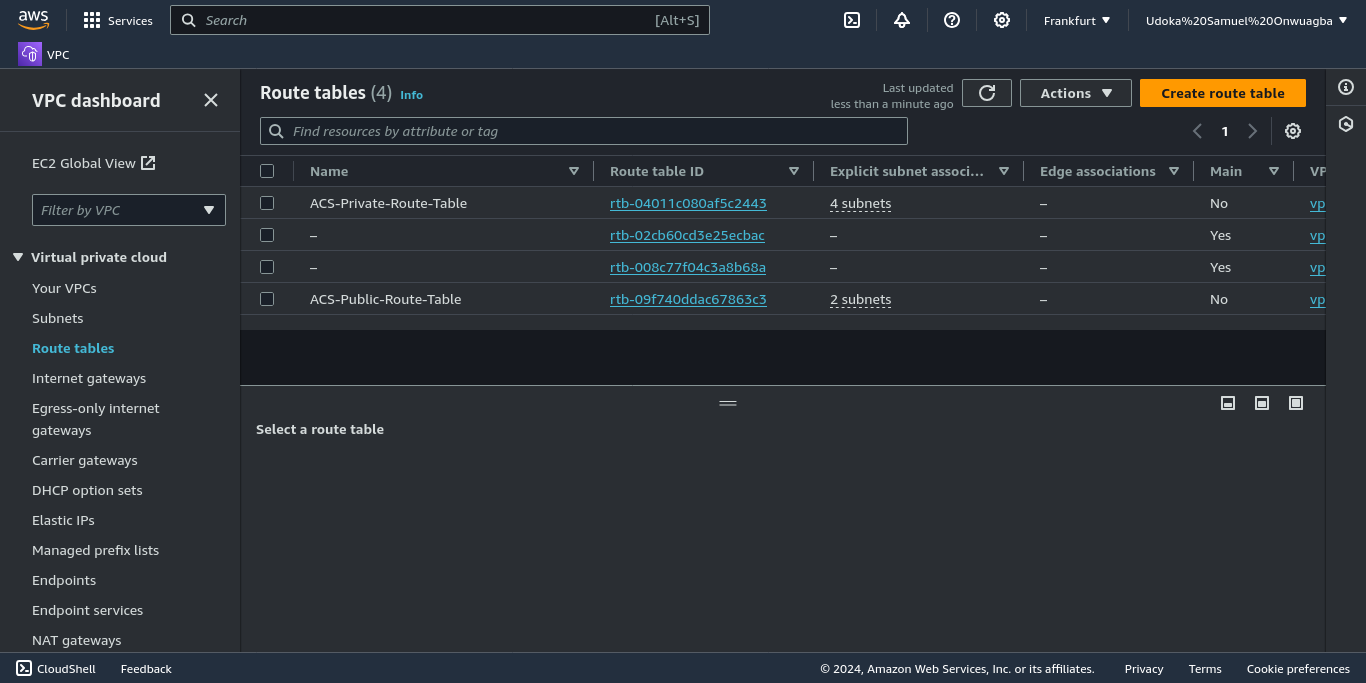 aws
Services
Search
[Alt+S]
Frankfurt
Udoka%20Samuel%20Onwuagba
VPC
VPC dashboard
EC2 Global View
Filter by VPC
Virtual private cloud
Your VPCs
Subnets
Route tables
Internet gateways
Egress-only internet
gateways
Carrier gateways
DHCP option sets
Elastic IPs
Managed prefix lists
Endpoints
Endpoint services
NAT gateways
Route tables (4) Info
Last updated
less than a minute ago
Actions
Create route table
Find resources by attribute or tag
1
Name Route table ID Explicit subnet associ... Edge associations Main VP
ACS-Private-Route-Table rtb-04011c080af5c2443 4 subnets – No vp
– rtb-02cb60cd3e25ecbac – – Yes vp
– rtb-008c77f04c3a8b68a – – Yes vp
ACS-Public-Route-Table rtb-09f740ddac67863c3 2 subnets – No vp
Select a route table
CloudShell
Feedback
© 2024, Amazon Web Services, Inc. or its affiliates.
Privacy
Terms
Cookie preferences